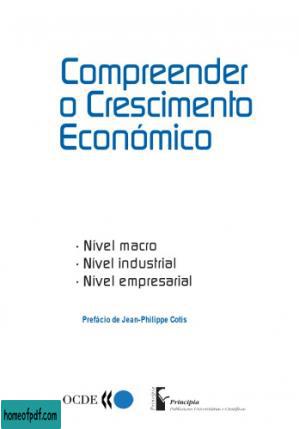 Compreender
o Crescimento
Económico
· Nível macro
· Nível industrial
· Nível empresarial
Prefácio de Jean-Philippe Cotis
OCDE
Principia
Principia
Publicações Universitárias e Científicas
homeofpdf.com